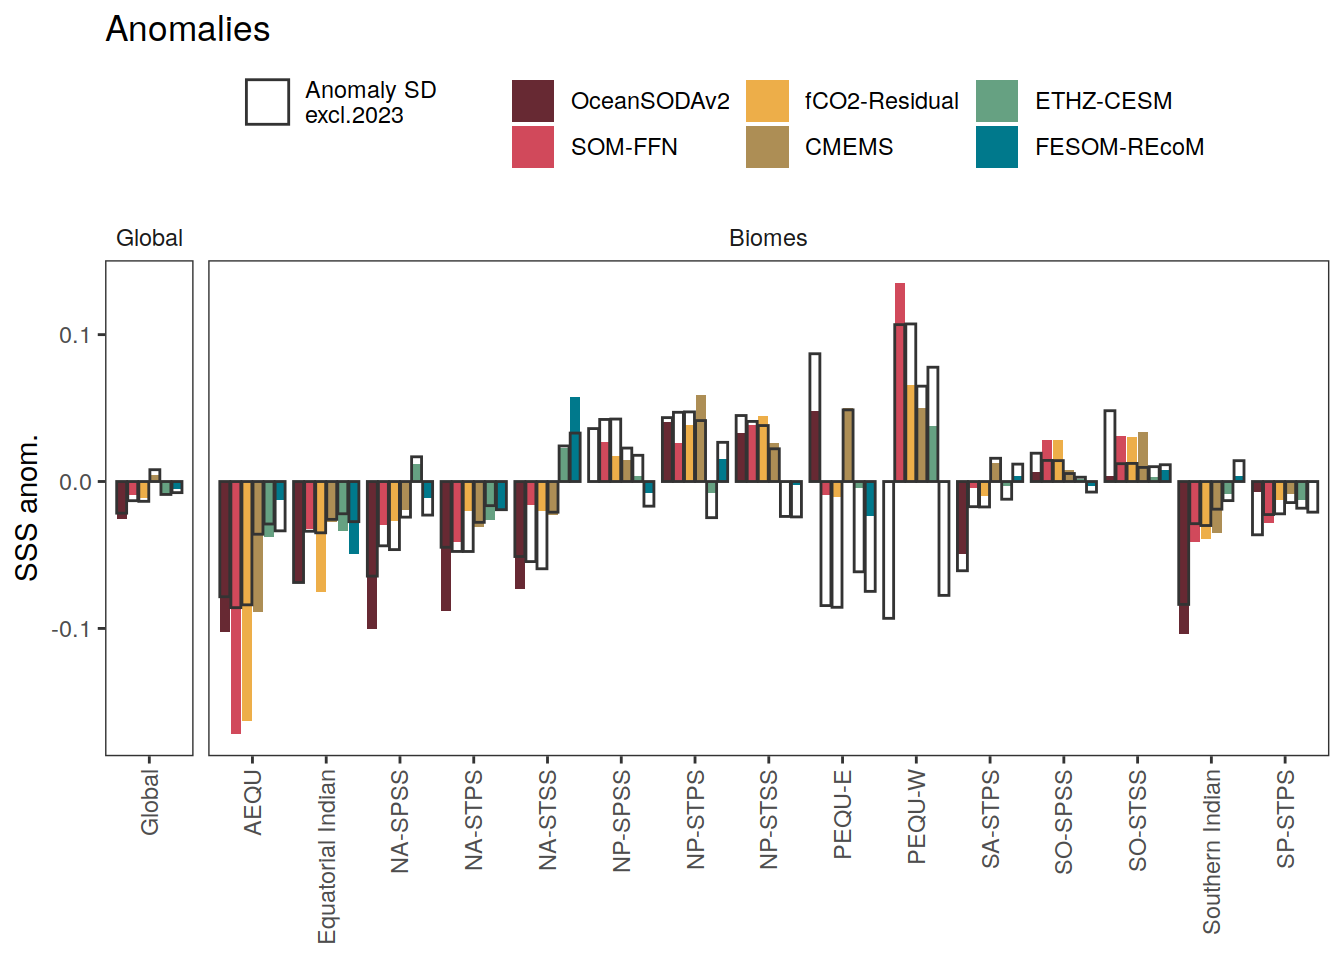 Anomalies
Anomaly SD
excl.2023
OceanSODAv2
fCO2-Residual
ETHZ-CESM
SOM-FFN
CMEMS
FESOM-REcoM
Global
Biomes
SSS anom.
0.1
0.0
-0.1
Global
AEQU
Equatorial Indian
NA-SPSS
NA-STPS
NA-STSS
NP-SPSS
NP-STPS
NP-STSS
PEQU-E
PEQU-W
SA-STPS
SO-SPSS
SO-STSS
Southern Indian
SP-STPS